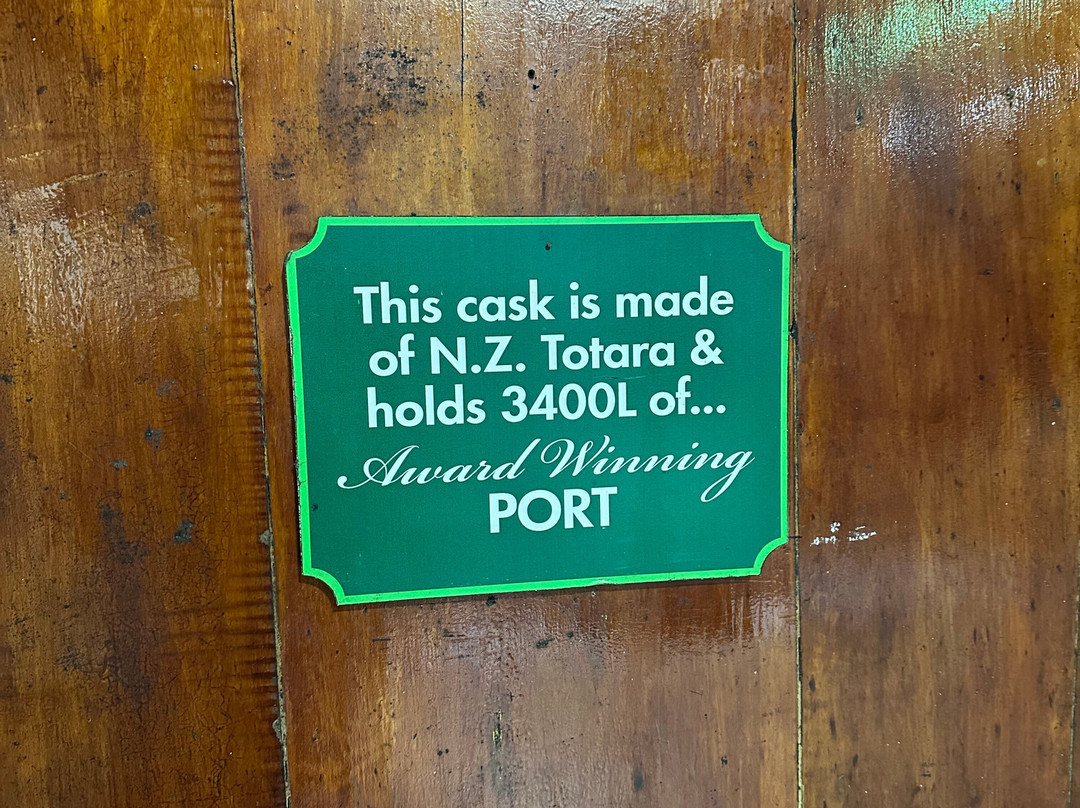 This cask is made
of N.Z. Totara &
holds 3400L of...
Award Winning
PORT